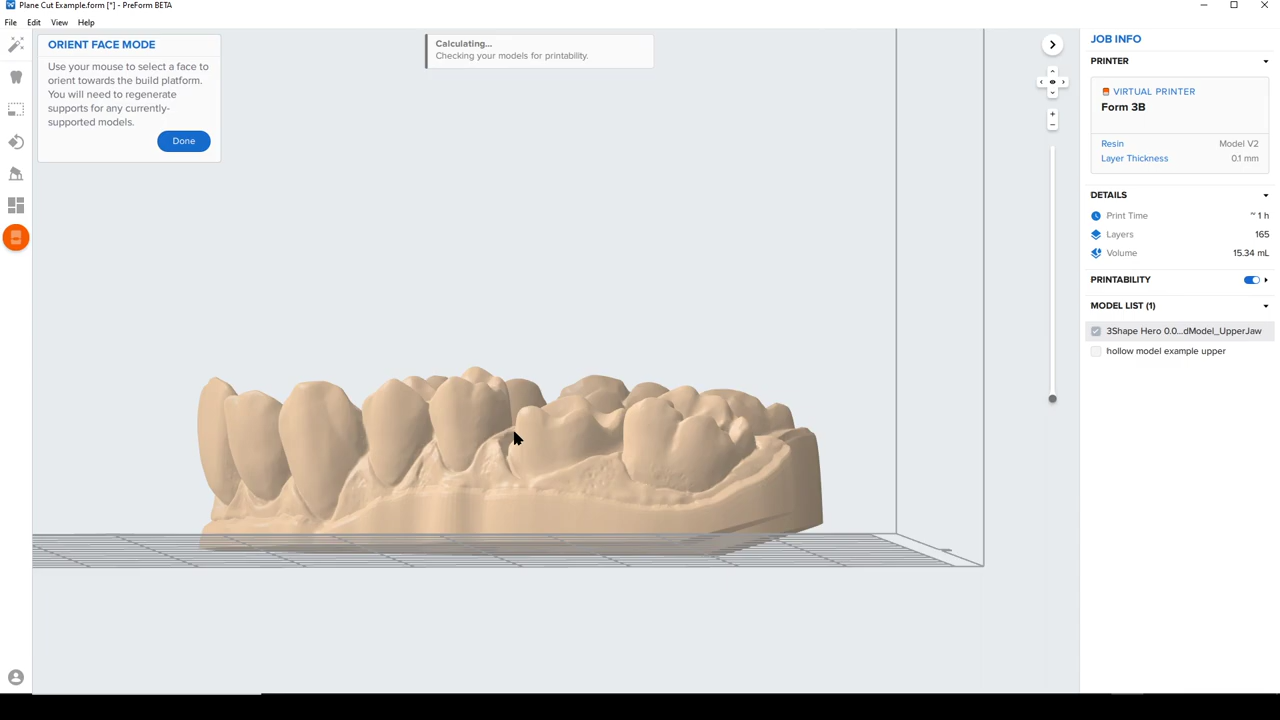 Plane Cut Example.form [*] - PreForm BETA
File Edit View Help
ORIENT FACE MODE
Use your mouse to select a face to
orient towards the build platform.
You will need to regenerate
supports for any currently-
supported models.
Done
Calculating...
Checking your models for printability.
JOB INFO
PRINTER
VIRTUAL PRINTER
Form 3B
Resin Model V2
Layer Thickness 0.1 mm
DETAILS
Print Time ~ 1 h
Layers 165
Volume 15.34 mL
PRINTABILITY
MODEL LIST (1)
3Shape Hero 0.0...dModel_UpperJaw
hollow model example upper